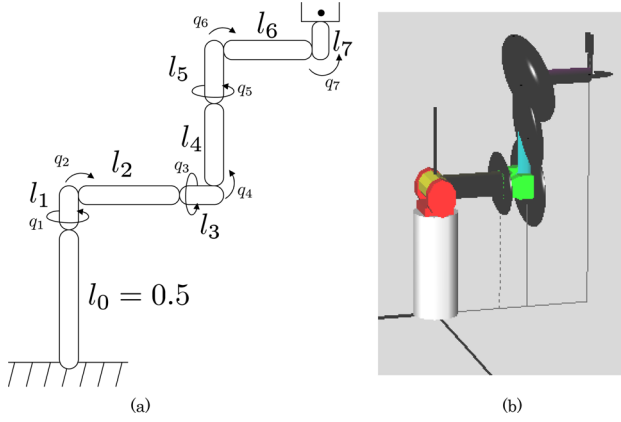 q₆
l₆
l₇
l₅
q₅
q₇
l₄
q₂
l₂
q₃
l₁
q₄
q₁
l₃
l₀ = 0.5
(a)
(b)